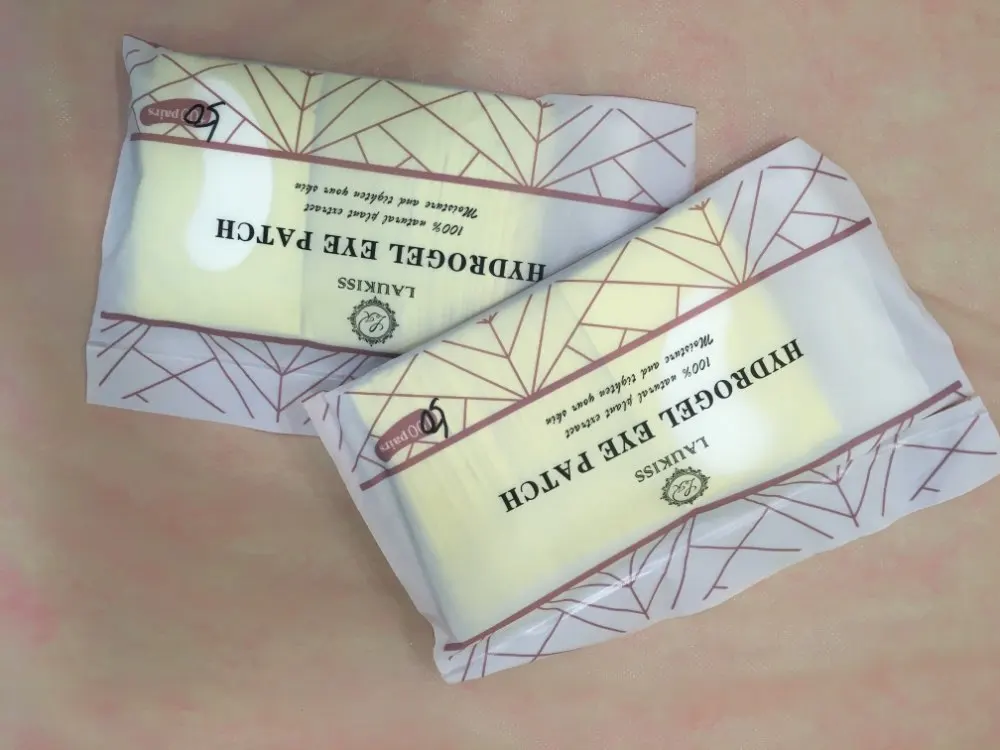 LAUKISS
HYDROGEL EYE PATCH
100% natural plant extract
Moisture and tighten your skin
50 pairs
LAUKISS
HYDROGEL EYE PATCH
100% natural plant extract
Moisture and tighten your skin
50 pairs